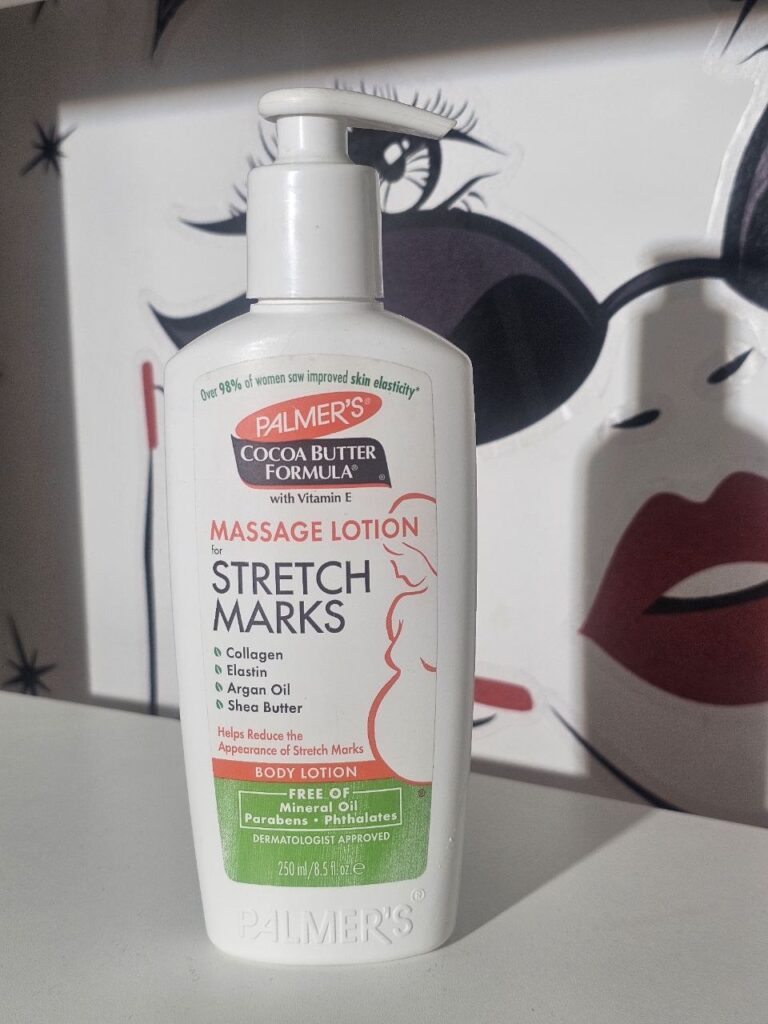 Over 98% of women saw improved skin elasticity*
PALMER'S®
COCOA BUTTER
FORMULA®
®
with Vitamin E
MASSAGE LOTION
for
STRETCH
MARKS
Collagen
Elastin
Argan Oil
Shea Butter
Helps Reduce the
Appearance of Stretch Marks
BODY LOTION
®
FREE OF
Mineral Oil
Parabens • Phthalates
DERMATOLOGIST APPROVED
250 ml/8.5 fl. oz. e
PALMER'S®